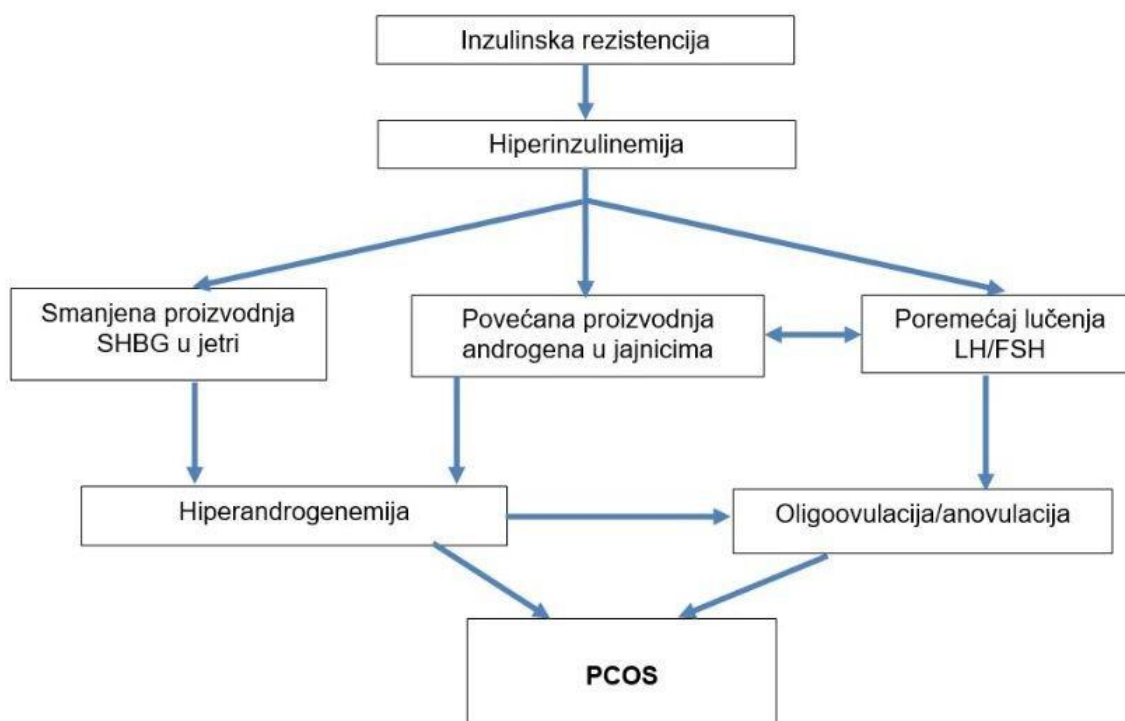 Inzulinska rezistencija
Hiperinzulinemija
Smanjena proizvodnja
SHBG u jetri
Povećana proizvodnja
androgena u jajnicima
Poremećaj lučenja
LH/FSH
Hiperandrogenemija
Oligoovulacija/anovulacija
PCOS